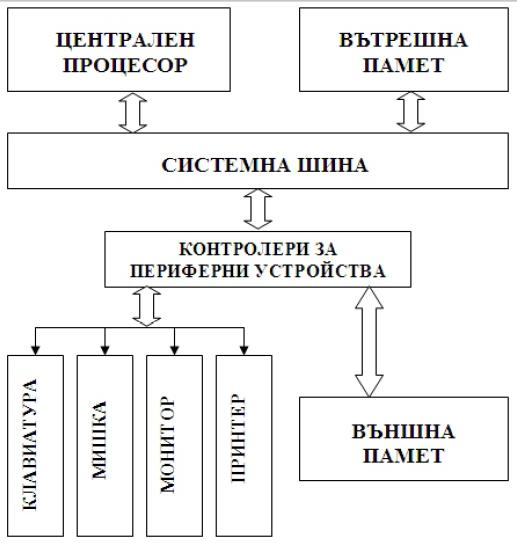 ЦЕНТРАЛЕН
ПРОЦЕСОР
ВЪТРЕШНА
ПАМЕТ
СИСТЕМНА ШИНА
КОНТРОЛЕРИ ЗА
ПЕРИФЕРНИ УСТРОЙСТВА
КЛАВИАТУРА
МИШКА
МОНИТОР
ПРИНТЕР
ВЪНШНА
ПАМЕТ